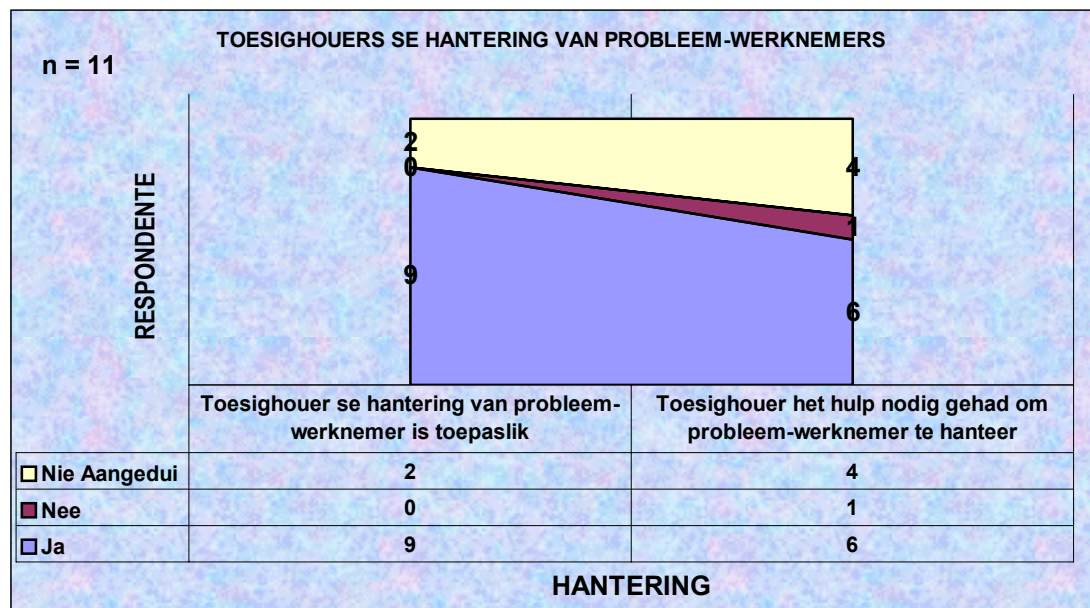 TOESIGHOUERS SE HANTERING VAN PROBLEEM-WERKNEMERS
n = 11
RESPONDENTE
2
0
9
4
1
6
Toesighouer se hantering van probleem-
werknemer is toepaslik
Toesighouer het hulp nodig gehad om
probleem-werknemer te hanteer
Nie Aangedui 2 4
Nee 0 1
Ja 9 6
HANTERING